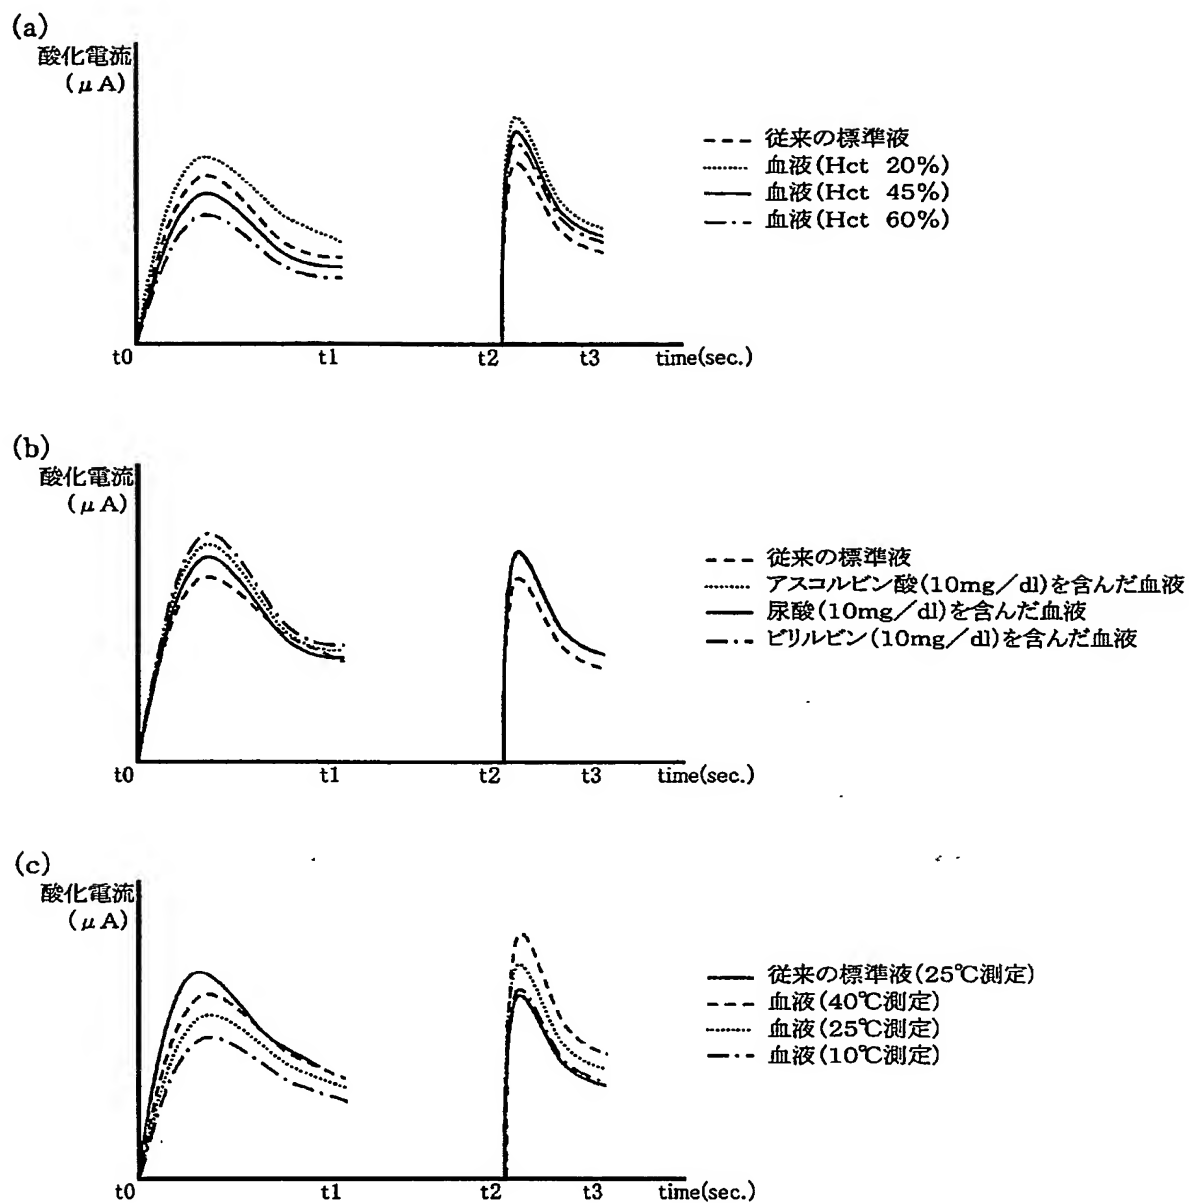 (a)
酸化電流
(μA)
従来の標準液
血液(Hct 20%)
血液(Hct 45%)
血液(Hct 60%)
t0 t1 t2 t3 time(sec.)
(b)
酸化電流
(μA)
従来の標準液
アスコルビン酸(10mg/dl)を含んだ血液
尿酸(10mg/dl)を含んだ血液
ビリルビン(10mg/dl)を含んだ血液
t0 t1 t2 t3 time(sec.)
(c)
酸化電流
(μA)
従来の標準液(25℃測定)
血液(40℃測定)
血液(25℃測定)
血液(10℃測定)
t0 t1 t2 t3 time(sec.)